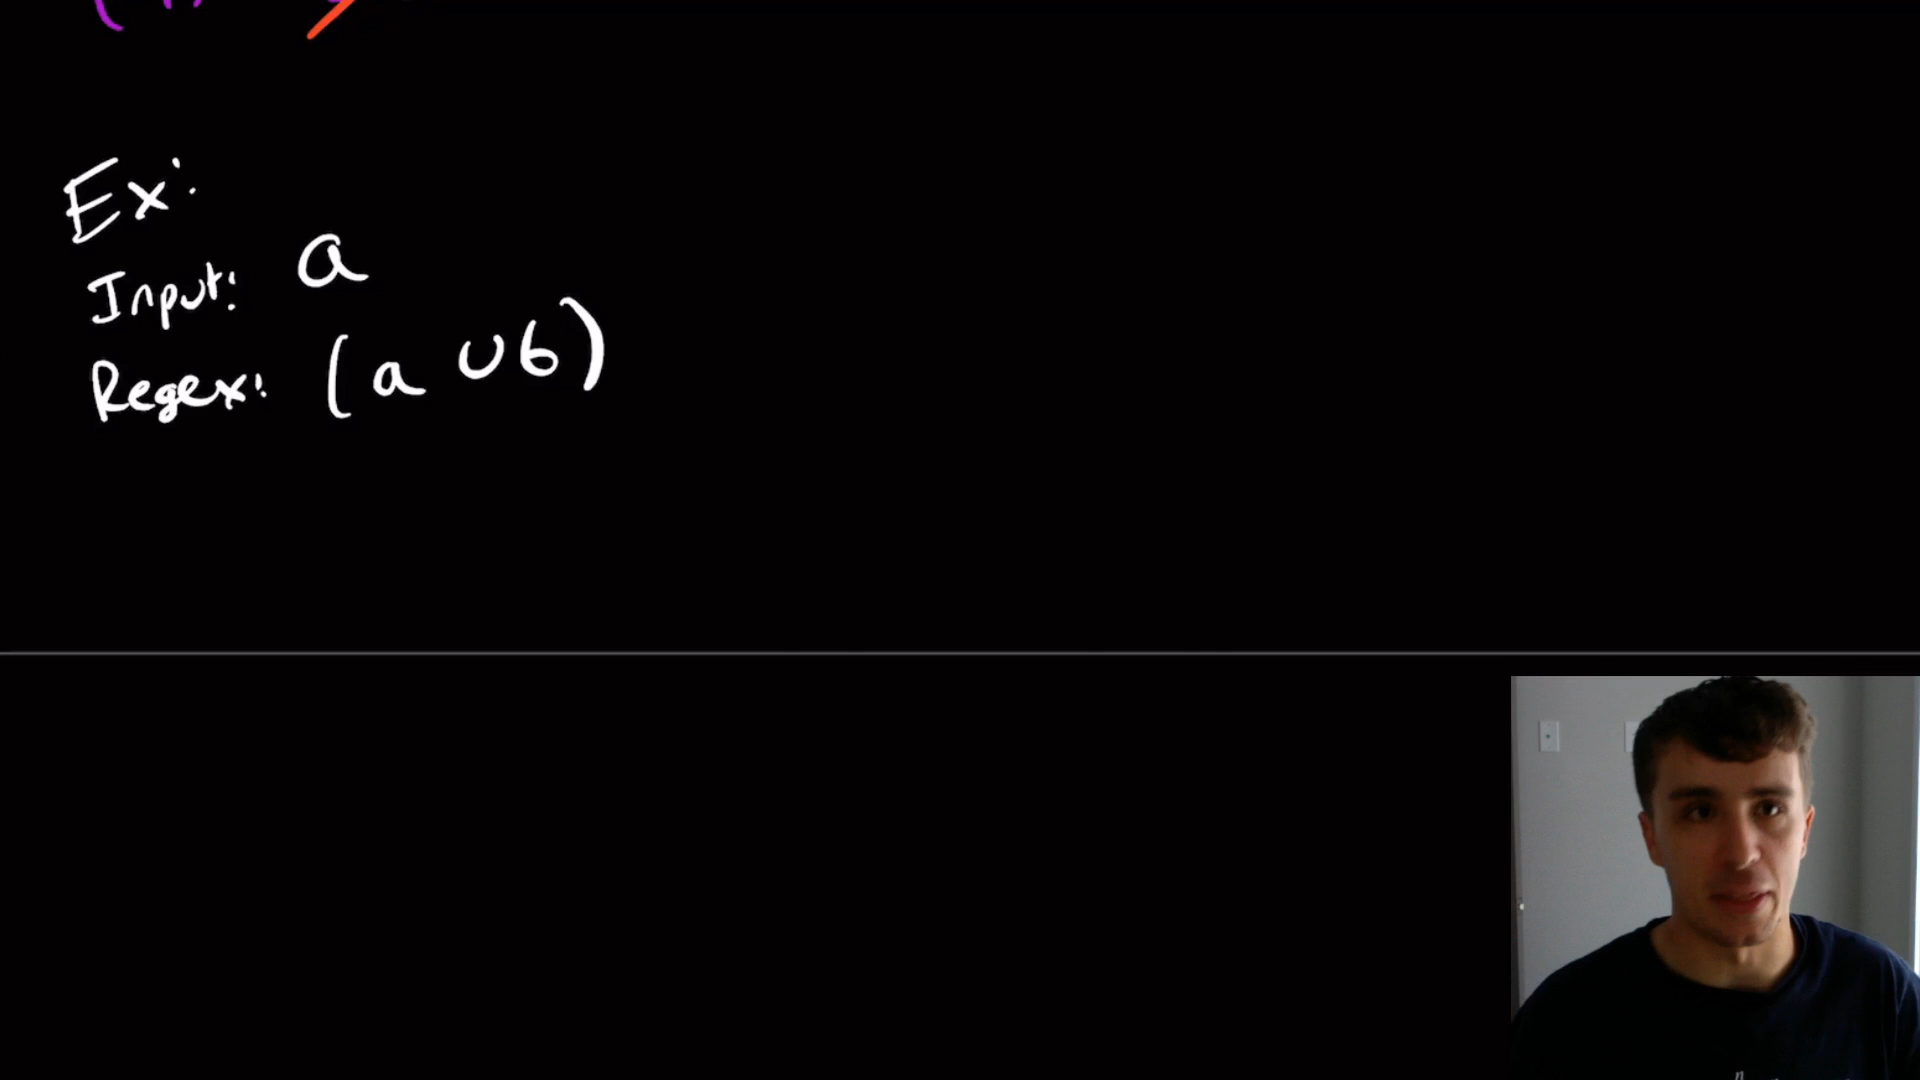 Ex:
Input: a
Regex: (a ∪ b)